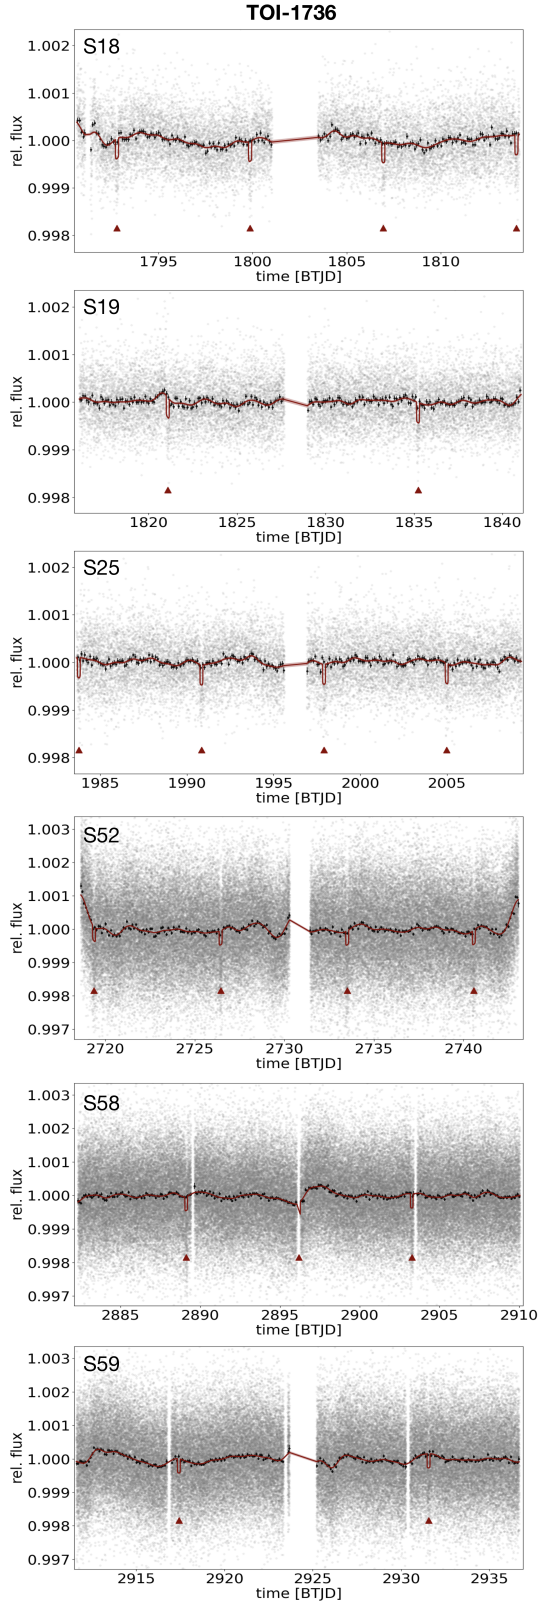 TOI-1736
S18
1.002
1.001
1.000
0.999
0.998
rel. flux
1795 1800 1805 1810
time [BTJD]
S19
1.002
1.001
1.000
0.999
0.998
rel. flux
1820 1825 1830 1835 1840
time [BTJD]
S25
1.002
1.001
1.000
0.999
0.998
rel. flux
1985 1990 1995 2000 2005
time [BTJD]
S52
1.003
1.002
1.001
1.000
0.999
0.998
0.997
rel. flux
2720 2725 2730 2735 2740
time [BTJD]
S58
1.003
1.002
1.001
1.000
0.999
0.998
0.997
rel. flux
2885 2890 2895 2900 2905 2910
time [BTJD]
S59
1.003
1.002
1.001
1.000
0.999
0.998
0.997
rel. flux
2915 2920 2925 2930 2935
time [BTJD]